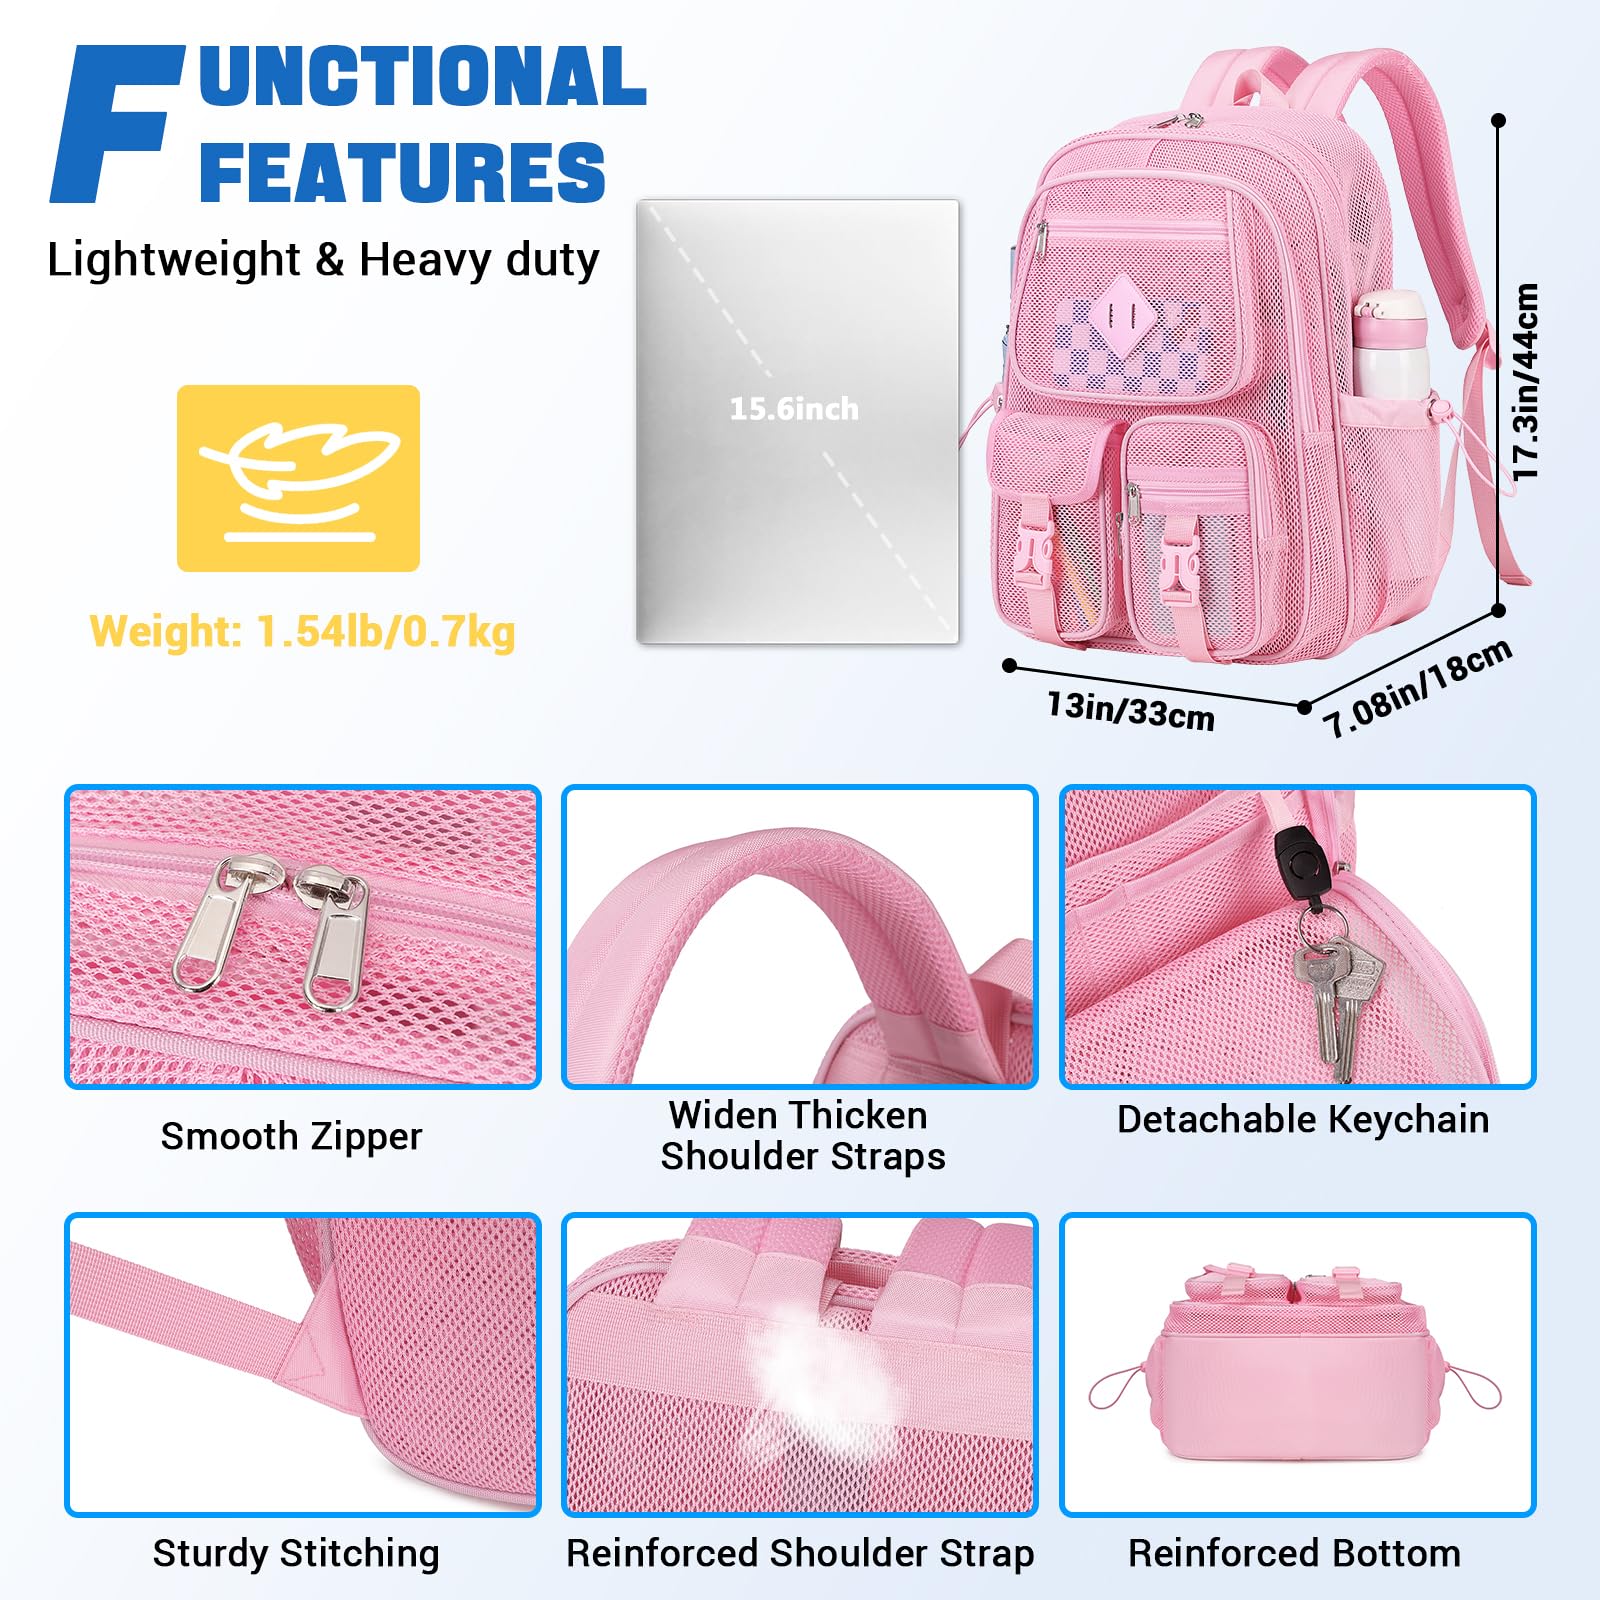 FUNCTIONAL
FEATURES
Lightweight & Heavy duty
Weight: 1.54lb/0.7kg
15.6inch
17.3in/44cm
13in/33cm
7.08in/18cm
Smooth Zipper
Widen Thicken
Shoulder Straps
Detachable Keychain
Sturdy Stitching
Reinforced Shoulder Strap
Reinforced Bottom